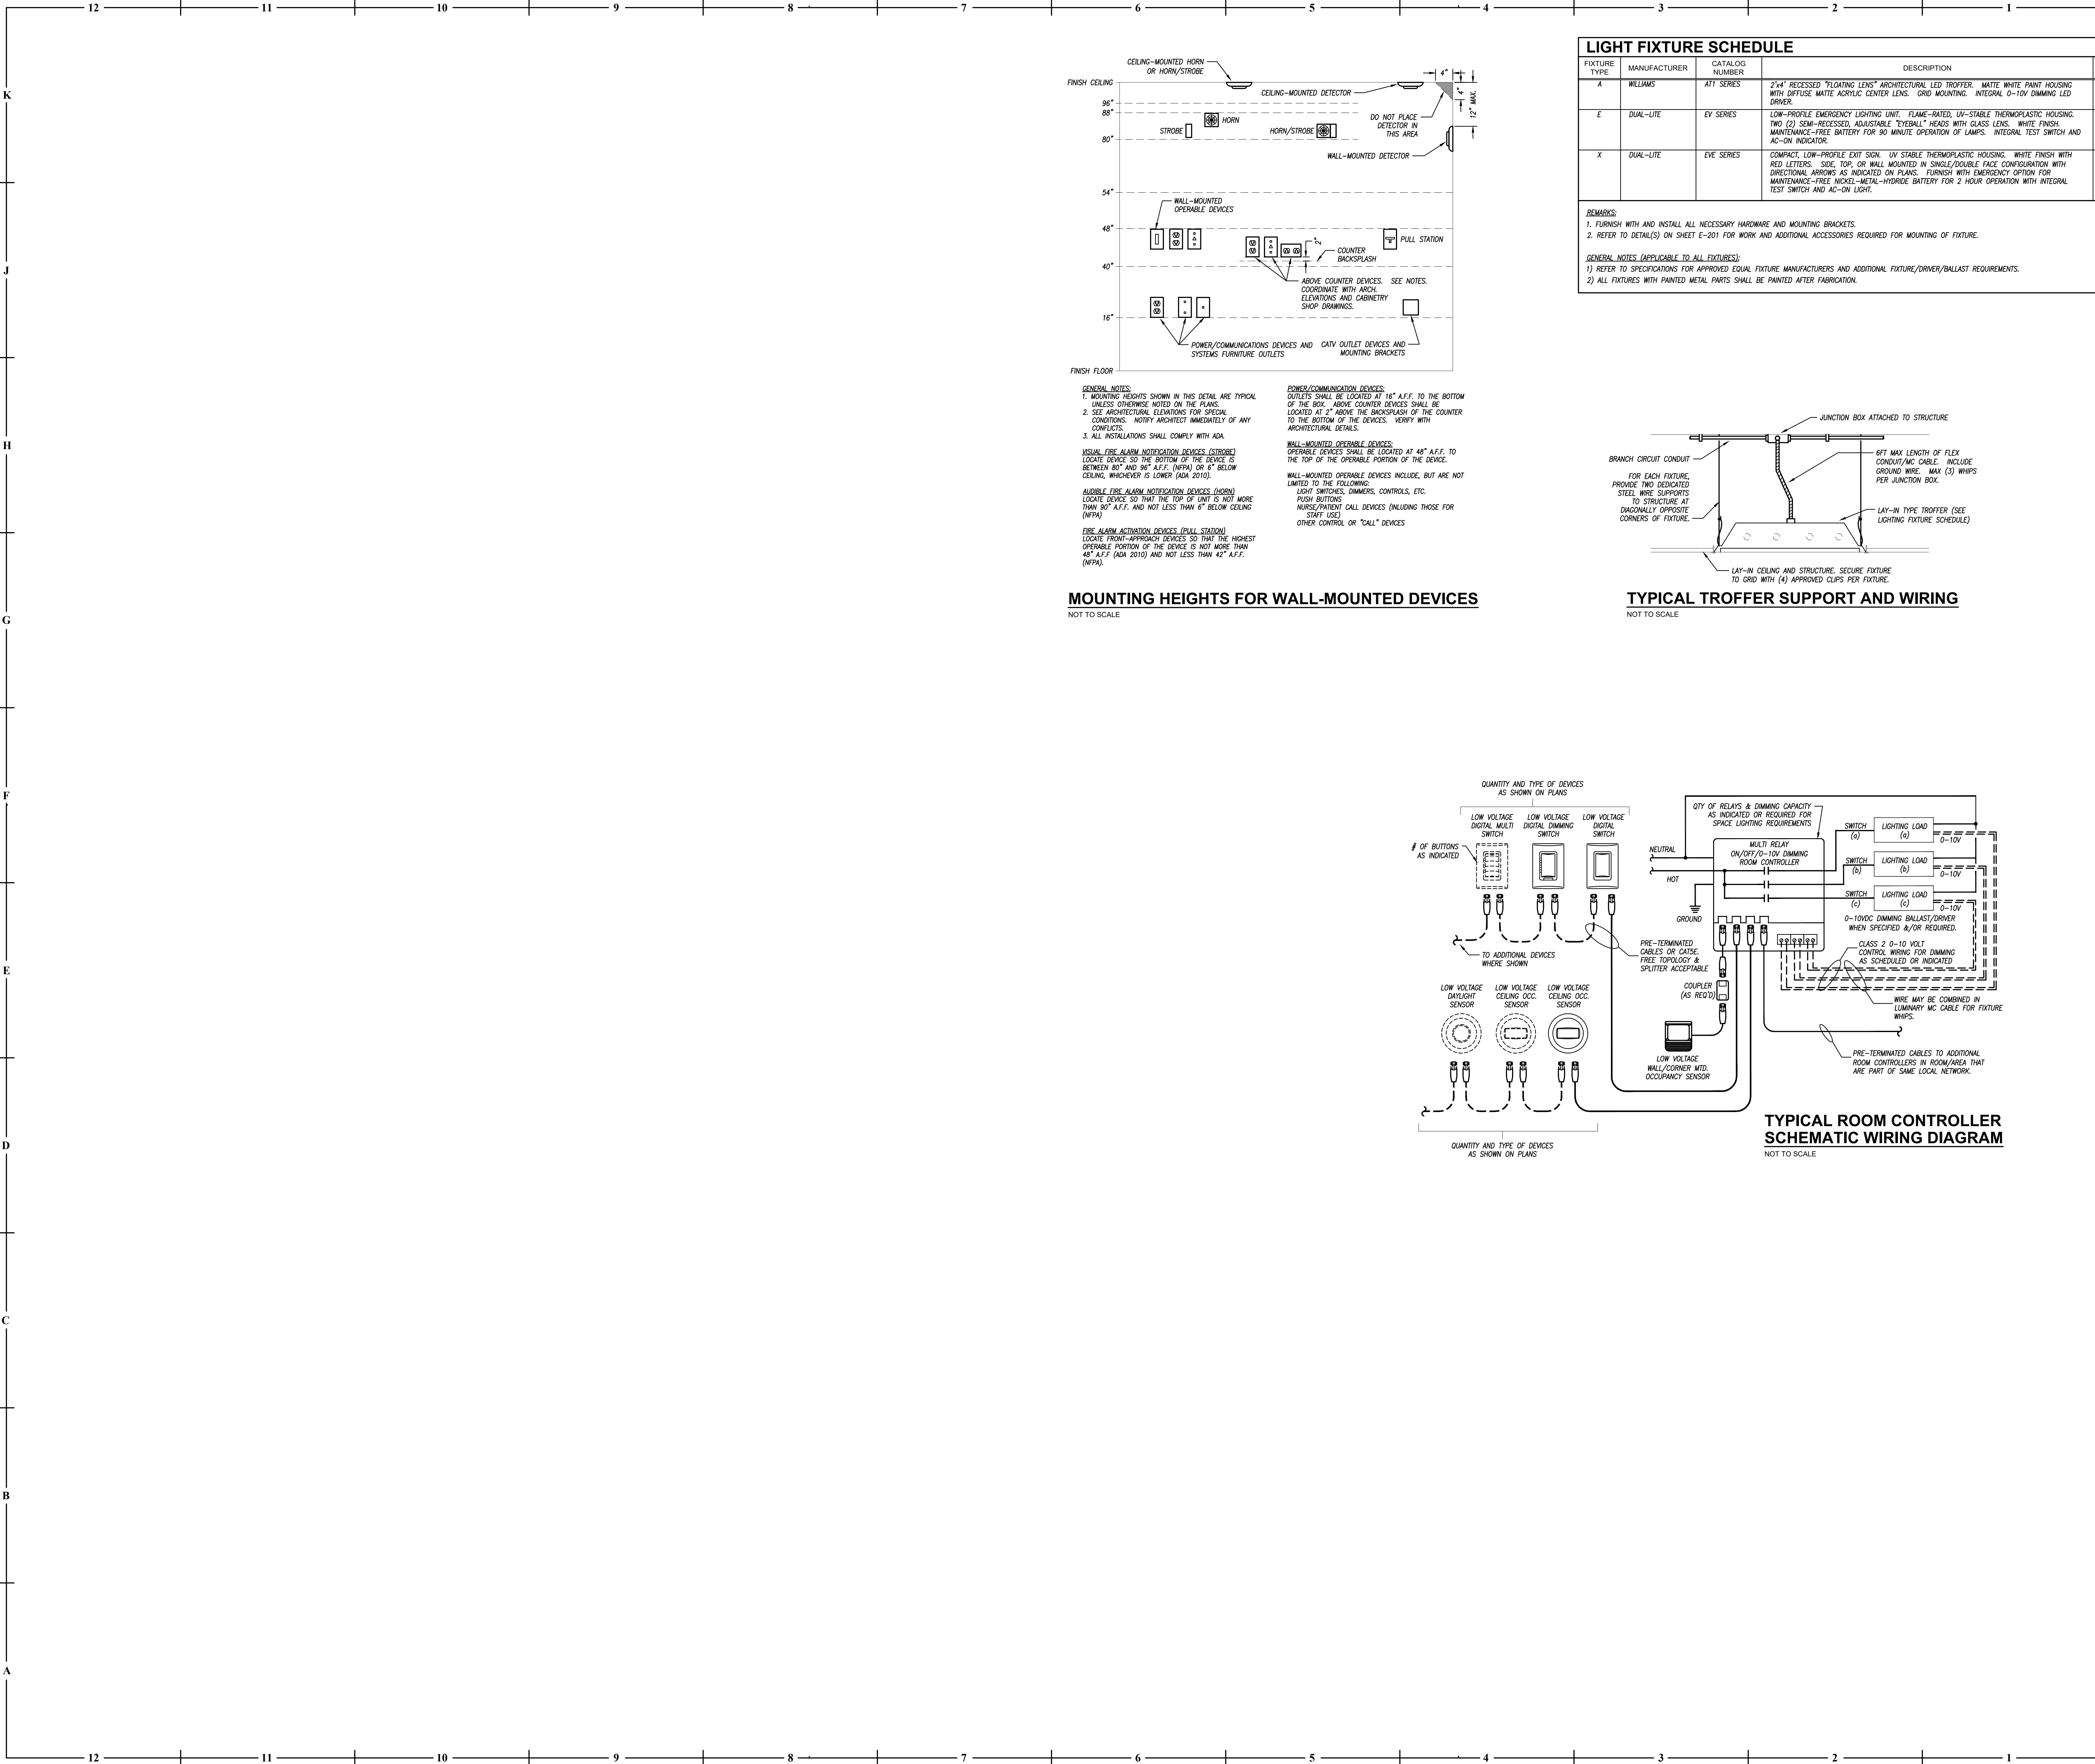 12 11 10 9 8 7 6 5 4 3 2 1
K
J
H
G
F
E
D
C
B
A
CEILING-MOUNTED HORN
OR HORN/STROBE
FINISH CEILING
CEILING-MOUNTED DETECTOR
4"
4"
12" MAX.
96"
88"
HORN
STROBE
HORN/STROBE
DO NOT PLACE
DETECTOR IN
THIS AREA
80"
WALL-MOUNTED DETECTOR
54"
WALL-MOUNTED
OPERABLE DEVICES
48"
2"
PULL STATION
COUNTER
BACKSPLASH
40"
ABOVE COUNTER DEVICES. SEE NOTES.
COORDINATE WITH ARCH.
ELEVATIONS AND CABINETRY
SHOP DRAWINGS.
16"
POWER/COMMUNICATIONS DEVICES AND
SYSTEMS FURNITURE OUTLETS
CATV OUTLET DEVICES AND
MOUNTING BRACKETS
FINISH FLOOR
GENERAL NOTES:
1. MOUNTING HEIGHTS SHOWN IN THIS DETAIL ARE TYPICAL
UNLESS OTHERWISE NOTED ON THE PLANS.
2. SEE ARCHITECTURAL ELEVATIONS FOR SPECIAL
CONDITIONS. NOTIFY ARCHITECT IMMEDIATELY OF ANY
CONFLICTS.
3. ALL INSTALLATIONS SHALL COMPLY WITH ADA.
VISUAL FIRE ALARM NOTIFICATION DEVICES (STROBE)
LOCATE DEVICE SO THE BOTTOM OF THE DEVICE IS
BETWEEN 80" AND 96" A.F.F. (NFPA) OR 6" BELOW
CEILING, WHICHEVER IS LOWER (ADA 2010).
AUDIBLE FIRE ALARM NOTIFICATION DEVICES (HORN)
LOCATE DEVICE SO THAT THE TOP OF UNIT IS NOT MORE
THAN 90" A.F.F. AND NOT LESS THAN 6" BELOW CEILING
(NFPA)
FIRE ALARM ACTIVATION DEVICES (PULL STATION)
LOCATE FRONT-APPROACH DEVICES SO THAT THE HIGHEST
OPERABLE PORTION OF THE DEVICE IS NOT MORE THAN
48" A.F.F (ADA 2010) AND NOT LESS THAN 42" A.F.F.
(NFPA).
POWER/COMMUNICATION DEVICES:
OUTLETS SHALL BE LOCATED AT 16" A.F.F. TO THE BOTTOM
OF THE BOX. ABOVE COUNTER DEVICES SHALL BE
LOCATED AT 2" ABOVE THE BACKSPLASH OF THE COUNTER
TO THE BOTTOM OF THE DEVICES. VERIFY WITH
ARCHITECTURAL DETAILS.
WALL-MOUNTED OPERABLE DEVICES:
OPERABLE DEVICES SHALL BE LOCATED AT 48" A.F.F. TO
THE TOP OF THE OPERABLE PORTION OF THE DEVICE.
WALL-MOUNTED OPERABLE DEVICES INCLUDE, BUT ARE NOT
LIMITED TO THE FOLLOWING:
LIGHT SWITCHES, DIMMERS, CONTROLS, ETC.
PUSH BUTTONS
NURSE/PATIENT CALL DEVICES (INLUDING THOSE FOR
STAFF USE)
OTHER CONTROL OR "CALL" DEVICES
MOUNTING HEIGHTS FOR WALL-MOUNTED DEVICES
NOT TO SCALE
LIGHT FIXTURE SCHEDULE
FIXTURE TYPE MANUFACTURER CATALOG NUMBER DESCRIPTION
A WILLIAMS AT1 SERIES 2'x4' RECESSED "FLOATING LENS" ARCHITECTURAL LED TROFFER. MATTE WHITE PAINT HOUSING
WITH DIFFUSE MATTE ACRYLIC CENTER LENS. GRID MOUNTING. INTEGRAL 0-10V DIMMING LED
DRIVER.
E DUAL-LITE EV SERIES LOW-PROFILE EMERGENCY LIGHTING UNIT. FLAME-RATED, UV-STABLE THERMOPLASTIC HOUSING.
TWO (2) SEMI-RECESSED, ADJUSTABLE "EYEBALL" HEADS WITH GLASS LENS. WHITE FINISH.
MAINTENANCE-FREE BATTERY FOR 90 MINUTE OPERATION OF LAMPS. INTEGRAL TEST SWITCH AND
AC-ON INDICATOR.
X DUAL-LITE EVE SERIES COMPACT, LOW-PROFILE EXIT SIGN. UV STABLE THERMOPLASTIC HOUSING. WHITE FINISH WITH
RED LETTERS. SIDE, TOP, OR WALL MOUNTED IN SINGLE/DOUBLE FACE CONFIGURATION WITH
DIRECTIONAL ARROWS AS INDICATED ON PLANS. FURNISH WITH EMERGENCY OPTION FOR
MAINTENANCE-FREE NICKEL-METAL-HYDRIDE BATTERY FOR 2 HOUR OPERATION WITH INTEGRAL
TEST SWITCH AND AC-ON LIGHT.
REMARKS:
1. FURNISH WITH AND INSTALL ALL NECESSARY HARDWARE AND MOUNTING BRACKETS.
2. REFER TO DETAIL(S) ON SHEET E-201 FOR WORK AND ADDITIONAL ACCESSORIES REQUIRED FOR MOUNTING OF FIXTURE.
GENERAL NOTES (APPLICABLE TO ALL FIXTURES):
1) REFER TO SPECIFICATIONS FOR APPROVED EQUAL FIXTURE MANUFACTURERS AND ADDITIONAL FIXTURE/DRIVER/BALLAST REQUIREMENTS.
2) ALL FIXTURES WITH PAINTED METAL PARTS SHALL BE PAINTED AFTER FABRICATION.
JUNCTION BOX ATTACHED TO STRUCTURE
BRANCH CIRCUIT CONDUIT
6FT MAX LENGTH OF FLEX
CONDUIT/MC CABLE. INCLUDE
GROUND WIRE. MAX (3) WHIPS
PER JUNCTION BOX.
FOR EACH FIXTURE,
PROVIDE TWO DEDICATED
STEEL WIRE SUPPORTS
TO STRUCTURE AT
DIAGONALLY OPPOSITE
CORNERS OF FIXTURE.
LAY-IN TYPE TROFFER (SEE
LIGHTING FIXTURE SCHEDULE)
LAY-IN CEILING AND STRUCTURE. SECURE FIXTURE
TO GRID WITH (4) APPROVED CLIPS PER FIXTURE.
TYPICAL TROFFER SUPPORT AND WIRING
NOT TO SCALE
QUANTITY AND TYPE OF DEVICES
AS SHOWN ON PLANS
LOW VOLTAGE
DIGITAL MULTI
SWITCH
LOW VOLTAGE
DIGITAL DIMMING
SWITCH
LOW VOLTAGE
DIGITAL
SWITCH
# OF BUTTONS
AS INDICATED
QTY OF RELAYS & DIMMING CAPACITY
AS INDICATED OR REQUIRED FOR
SPACE LIGHTING REQUIREMENTS
NEUTRAL
HOT
GROUND
MULTI RELAY
ON/OFF/0-10V DIMMING
ROOM CONTROLLER
SWITCH
(a)
LIGHTING LOAD
(a)
0-10V
SWITCH
(b)
LIGHTING LOAD
(b)
0-10V
SWITCH
(c)
LIGHTING LOAD
(c)
0-10V
0-10VDC DIMMING BALLAST/DRIVER
WHEN SPECIFIED &/OR REQUIRED.
CLASS 2 0-10 VOLT
CONTROL WIRING FOR DIMMING
AS SCHEDULED OR INDICATED
PRE-TERMINATED
CABLES OR CAT5E.
FREE TOPOLOGY &
SPLITTER ACCEPTABLE
TO ADDITIONAL DEVICES
WHERE SHOWN
LOW VOLTAGE
DAYLIGHT
SENSOR
LOW VOLTAGE
CEILING OCC.
SENSOR
LOW VOLTAGE
CEILING OCC.
SENSOR
COUPLER
(AS REQ'D)
WIRE MAY BE COMBINED IN
LUMINARY MC CABLE FOR FIXTURE
WHIPS.
LOW VOLTAGE
WALL/CORNER MTD.
OCCUPANCY SENSOR
PRE-TERMINATED CABLES TO ADDITIONAL
ROOM CONTROLLERS IN ROOM/AREA THAT
ARE PART OF SAME LOCAL NETWORK.
QUANTITY AND TYPE OF DEVICES
AS SHOWN ON PLANS
TYPICAL ROOM CONTROLLER
SCHEMATIC WIRING DIAGRAM
NOT TO SCALE
12 11 10 9 8 7 6 5 4 3 2 1